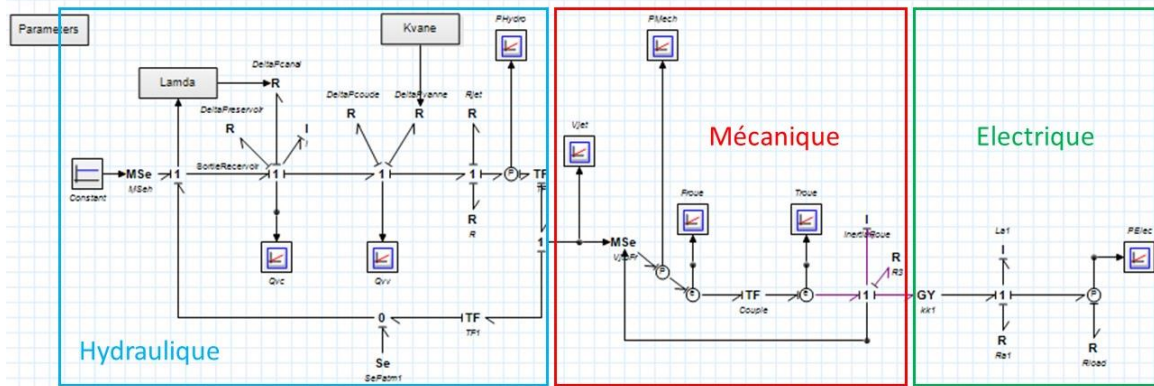 Parameters
Kvane
PHydro
PMech
Lamda
DeltaPcanal
R
DeltaPreservoir
R
I
DeltaPcoude
R
DeltaPvanne
R
Rjet
R
Vjet
Mécanique
Electrique
Constant
MSe
MSeh
1
SortieRecervoir
1
1
1
P
TF
R
R
Qvc
Qvv
1
MSe
P
Froue
e
TF
Couple
Troue
e
I
InertieRoue
R
R3
1
GY
kk1
La1
I
1
R
Ra1
PElec
P
R
Rload
0
TF
TF1
Se
SePatm1
Hydraulique